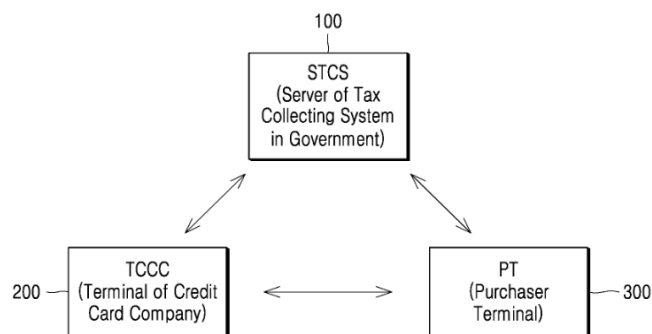 100
STCS
(Server of Tax
Collecting System
in Government)
200
TCCC
(Terminal of Credit
Card Company)
PT
(Purchaser
Terminal)
300